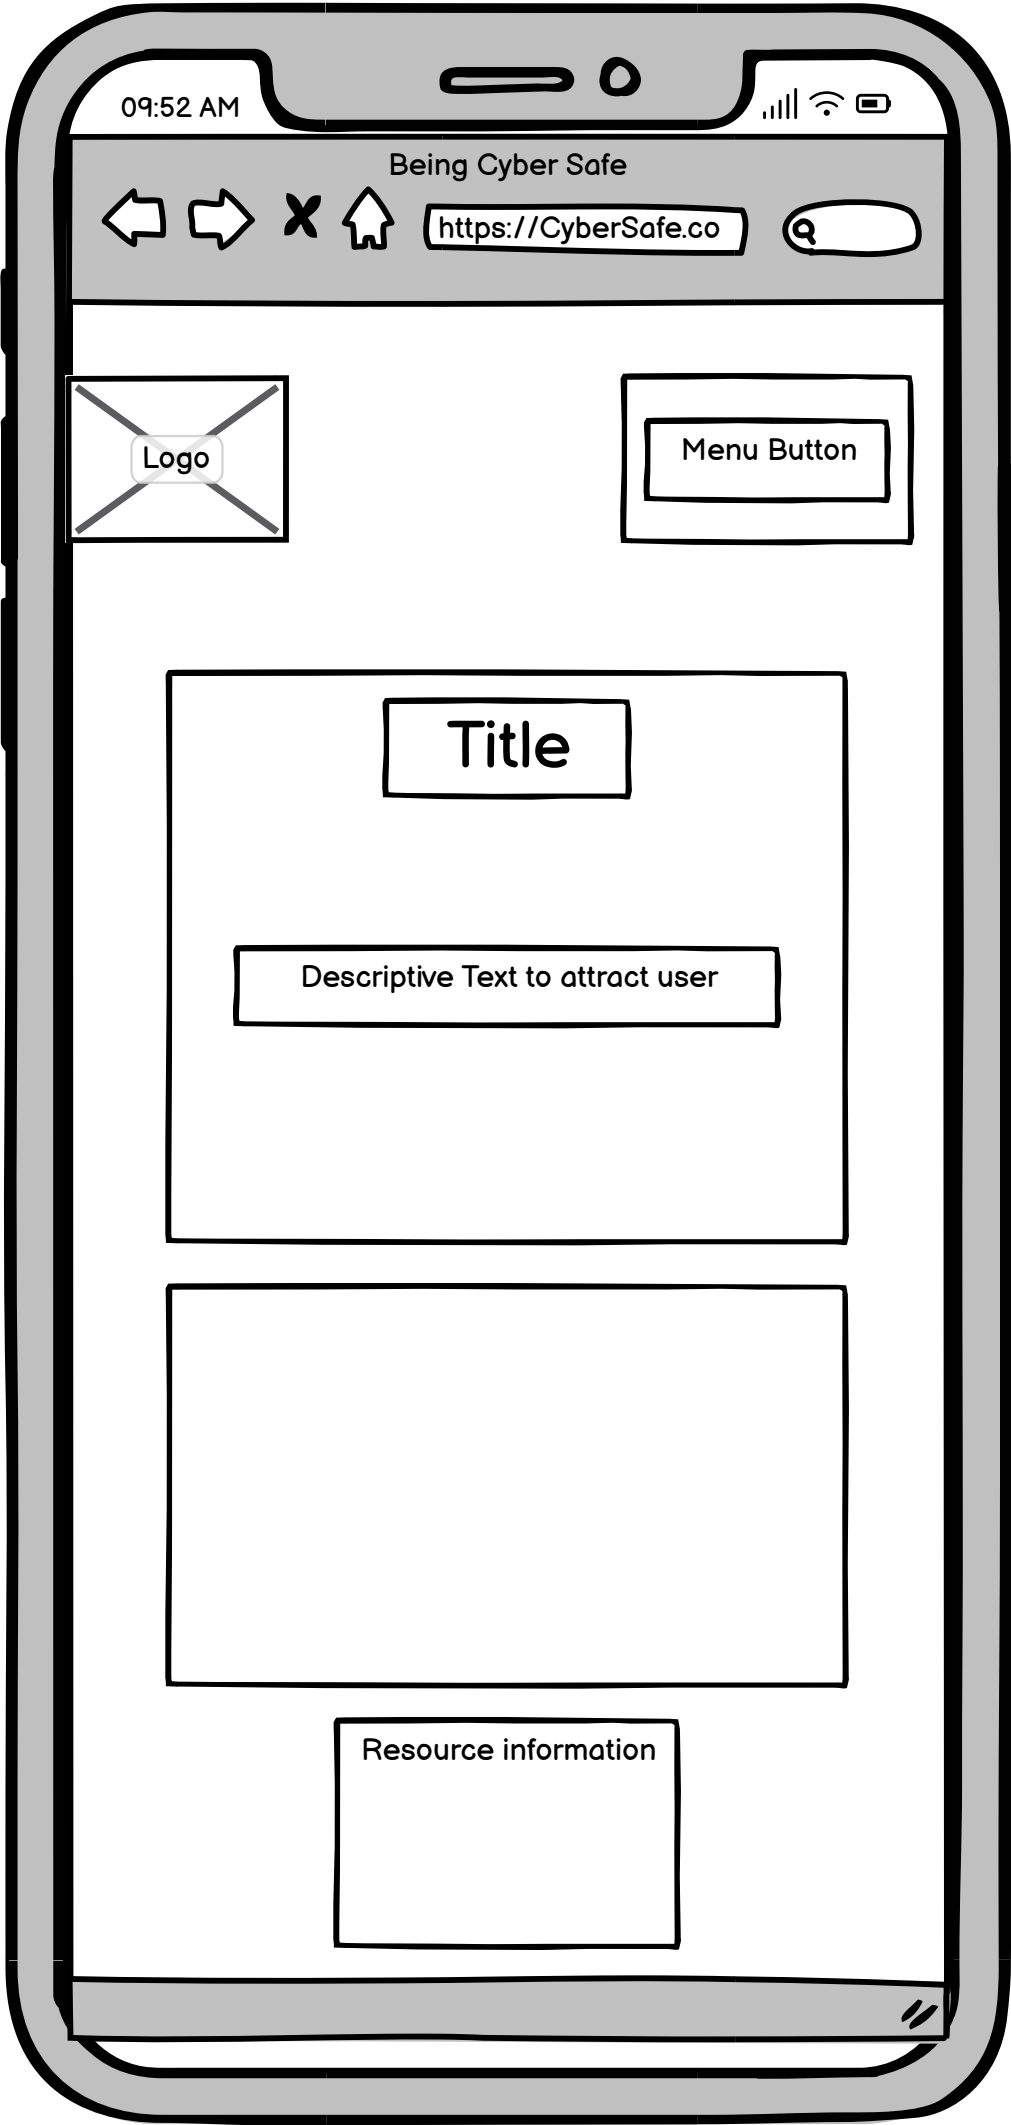 09:52 AM
Being Cyber Safe
https://CyberSafe.co
Logo
Menu Button
Title
Descriptive Text to attract user
Resource information